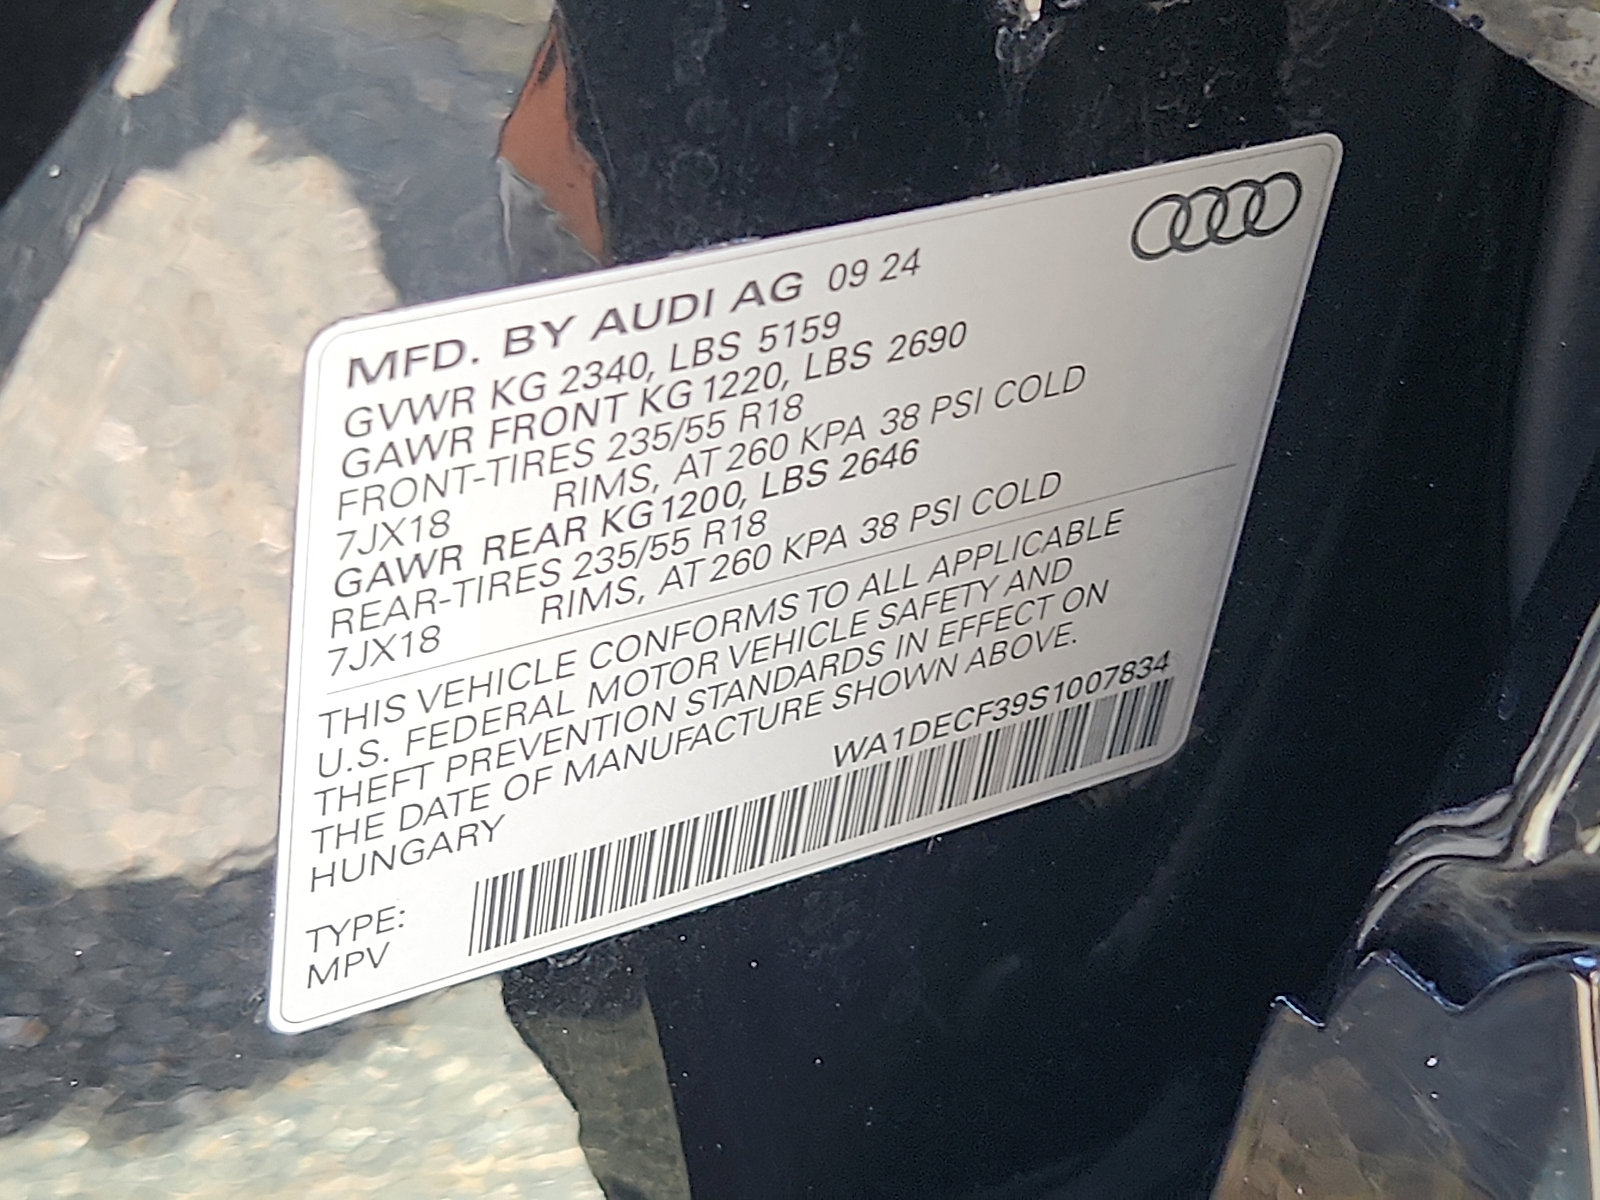 MFD. BY AUDI AG 09 24
GVWR KG 2340, LBS 5159
GAWR FRONT KG 1220, LBS 2690
FRONT-TIRES 235/55 R18
7JX18 RIMS, AT 260 KPA 38 PSI COLD
GAWR REAR KG 1200, LBS 2646
REAR-TIRES 235/55 R18
7JX18 RIMS, AT 260 KPA 38 PSI COLD
THIS VEHICLE CONFORMS TO ALL APPLICABLE
U.S. FEDERAL MOTOR VEHICLE SAFETY AND
THEFT PREVENTION STANDARDS IN EFFECT ON
THE DATE OF MANUFACTURE SHOWN ABOVE.
HUNGARY
WA1DECF39S1007834
TYPE:
MPV